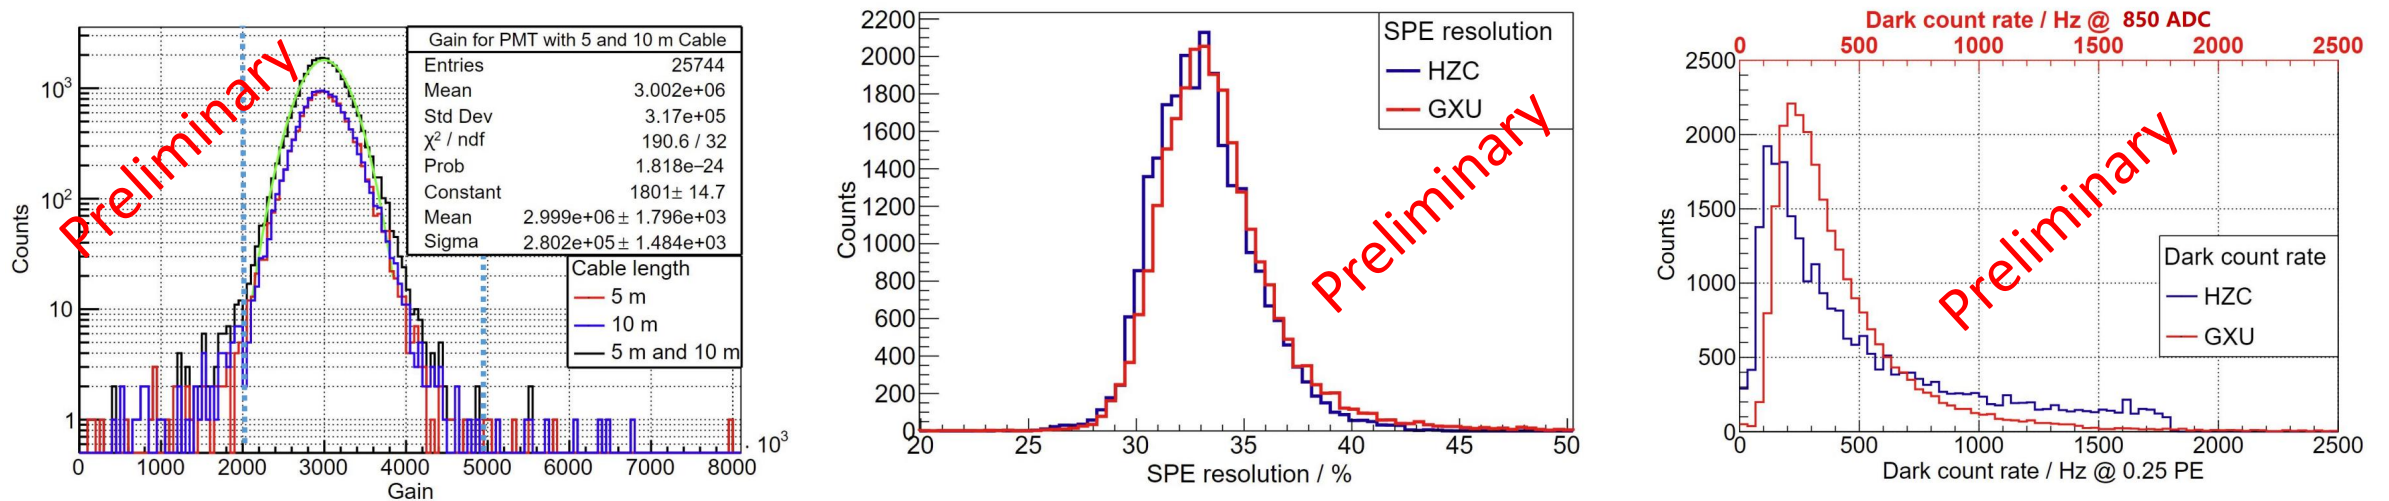 Gain for PMT with 5 and 10 m Cable
Entries 25744
Mean 3.002e+06
Std Dev 3.17e+05
χ² / ndf 190.6 / 32
Prob 1.818e−24
Constant 1801± 14.7
Mean 2.999e+06 ± 1.796e+03
Sigma 2.802e+05 ± 1.484e+03
Cable length
5 m
10 m
5 m and 10 m
Preliminary
Counts
10³
10²
10
1
0 1000 2000 3000 4000 5000 6000 7000 8000
. 10³
Gain
SPE resolution
HZC
GXU
Preliminary
Counts
2200
2000
1800
1600
1400
1200
1000
800
600
400
200
0
20 25 30 35 40 45 50
SPE resolution / %
Dark count rate / Hz @ 850 ADC
0 500 1000 1500 2000 2500
Preliminary
Dark count rate
HZC
GXU
Counts
2500
2000
1500
1000
500
0
0 500 1000 1500 2000 2500
Dark count rate / Hz @ 0.25 PE